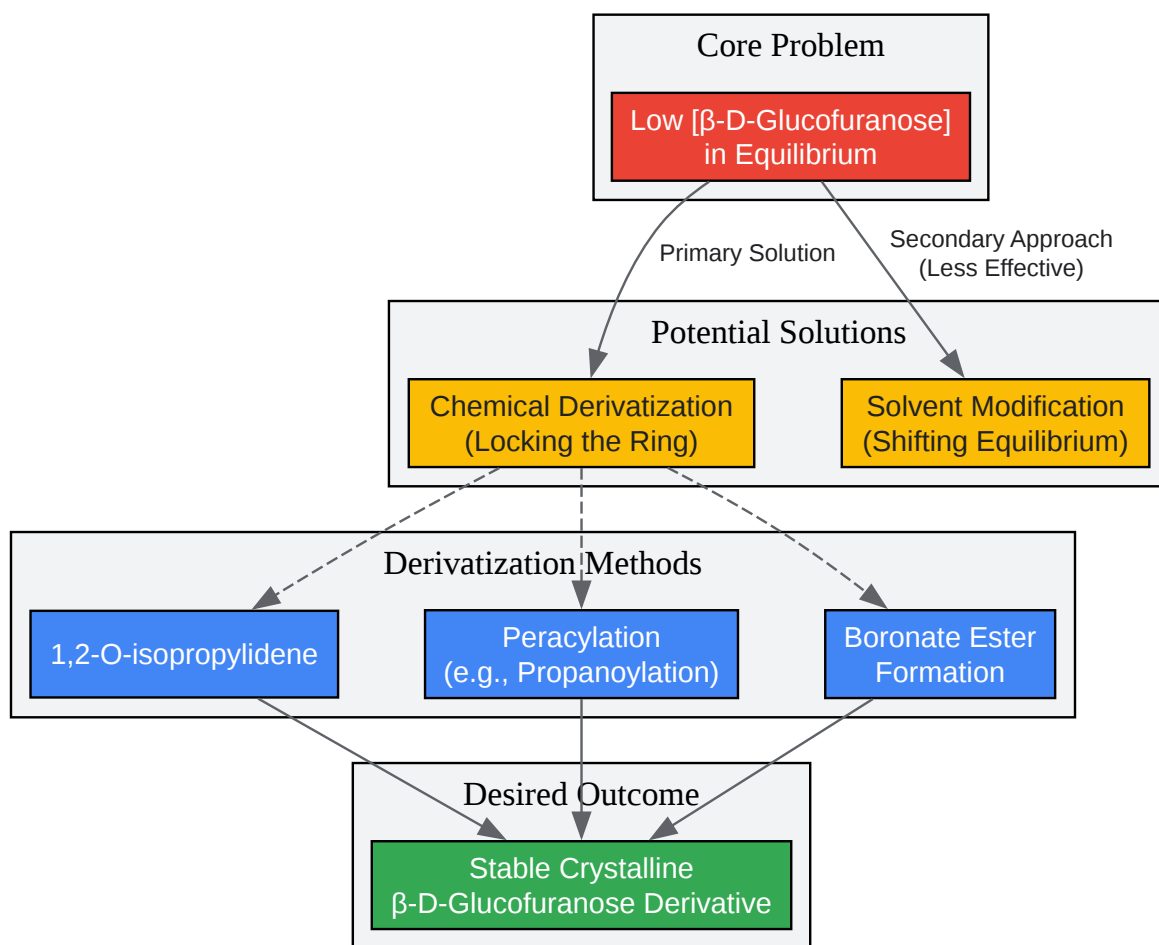 Core Problem
Low [β-D-Glucofuranose]
in Equilibrium
Primary Solution
Secondary Approach
(Less Effective)
Potential Solutions
Chemical Derivatization
(Locking the Ring)
Solvent Modification
(Shifting Equilibrium)
Derivatization Methods
1,2-O-isopropylidene
Peracylation
(e.g., Propanoylation)
Boronate Ester
Formation
Desired Outcome
Stable Crystalline
β-D-Glucofuranose Derivative